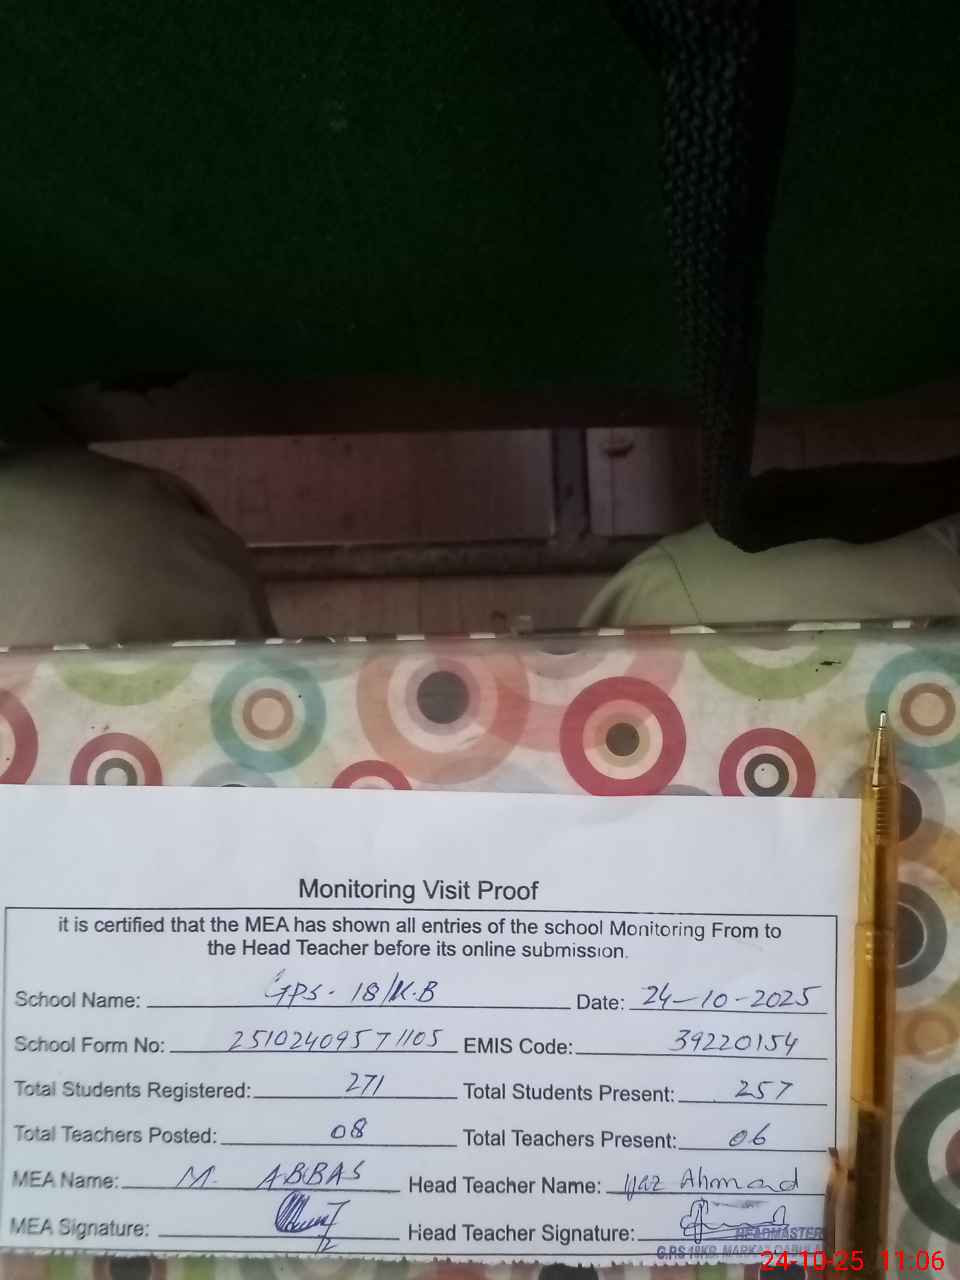 Monitoring Visit Proof
it is certified that the MEA has shown all entries of the school Monitoring From to
the Head Teacher before its online submission.
School Name: GPS - 18/K.B Date: 24-10-2025
School Form No: 25102409571105 EMIS Code: 39220154
Total Students Registered: 271 Total Students Present: 257
Total Teachers Posted: 08 Total Teachers Present: 06
MEA Name: M. ABBAS Head Teacher Name: Ijaz Ahmad
MEA Signature: Head Teacher Signature:
HEADMASTER
G.P.S 18KB MARKAZ
24-10-25 11:06